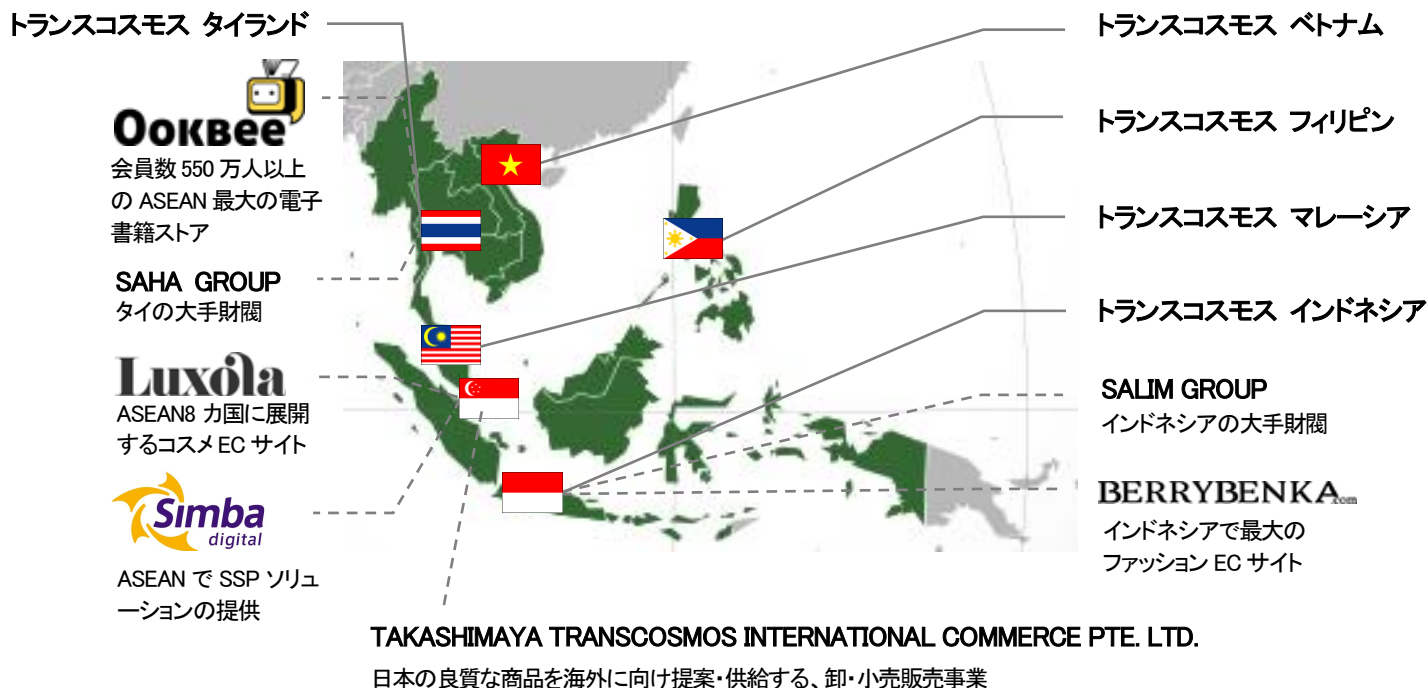 トランスコスモス タイランド
OOKBEE
会員数 550 万人以上
の ASEAN 最大の電子
書籍ストア
SAHA GROUP
タイの大手財閥
Luxola
ASEAN8 カ国に展開
するコスメ EC サイト
Simba
digital
ASEAN で SSP ソリュ
ーションの提供
トランスコスモス ベトナム
トランスコスモス フィリピン
トランスコスモス マレーシア
トランスコスモス インドネシア
SALIM GROUP
インドネシアの大手財閥
BERRYBENKA.com
インドネシアで最大の
ファッション EC サイト
TAKASHIMAYA TRANSCOSMOS INTERNATIONAL COMMERCE PTE. LTD.
日本の良質な商品を海外に向け提案・供給する、卸・小売販売事業